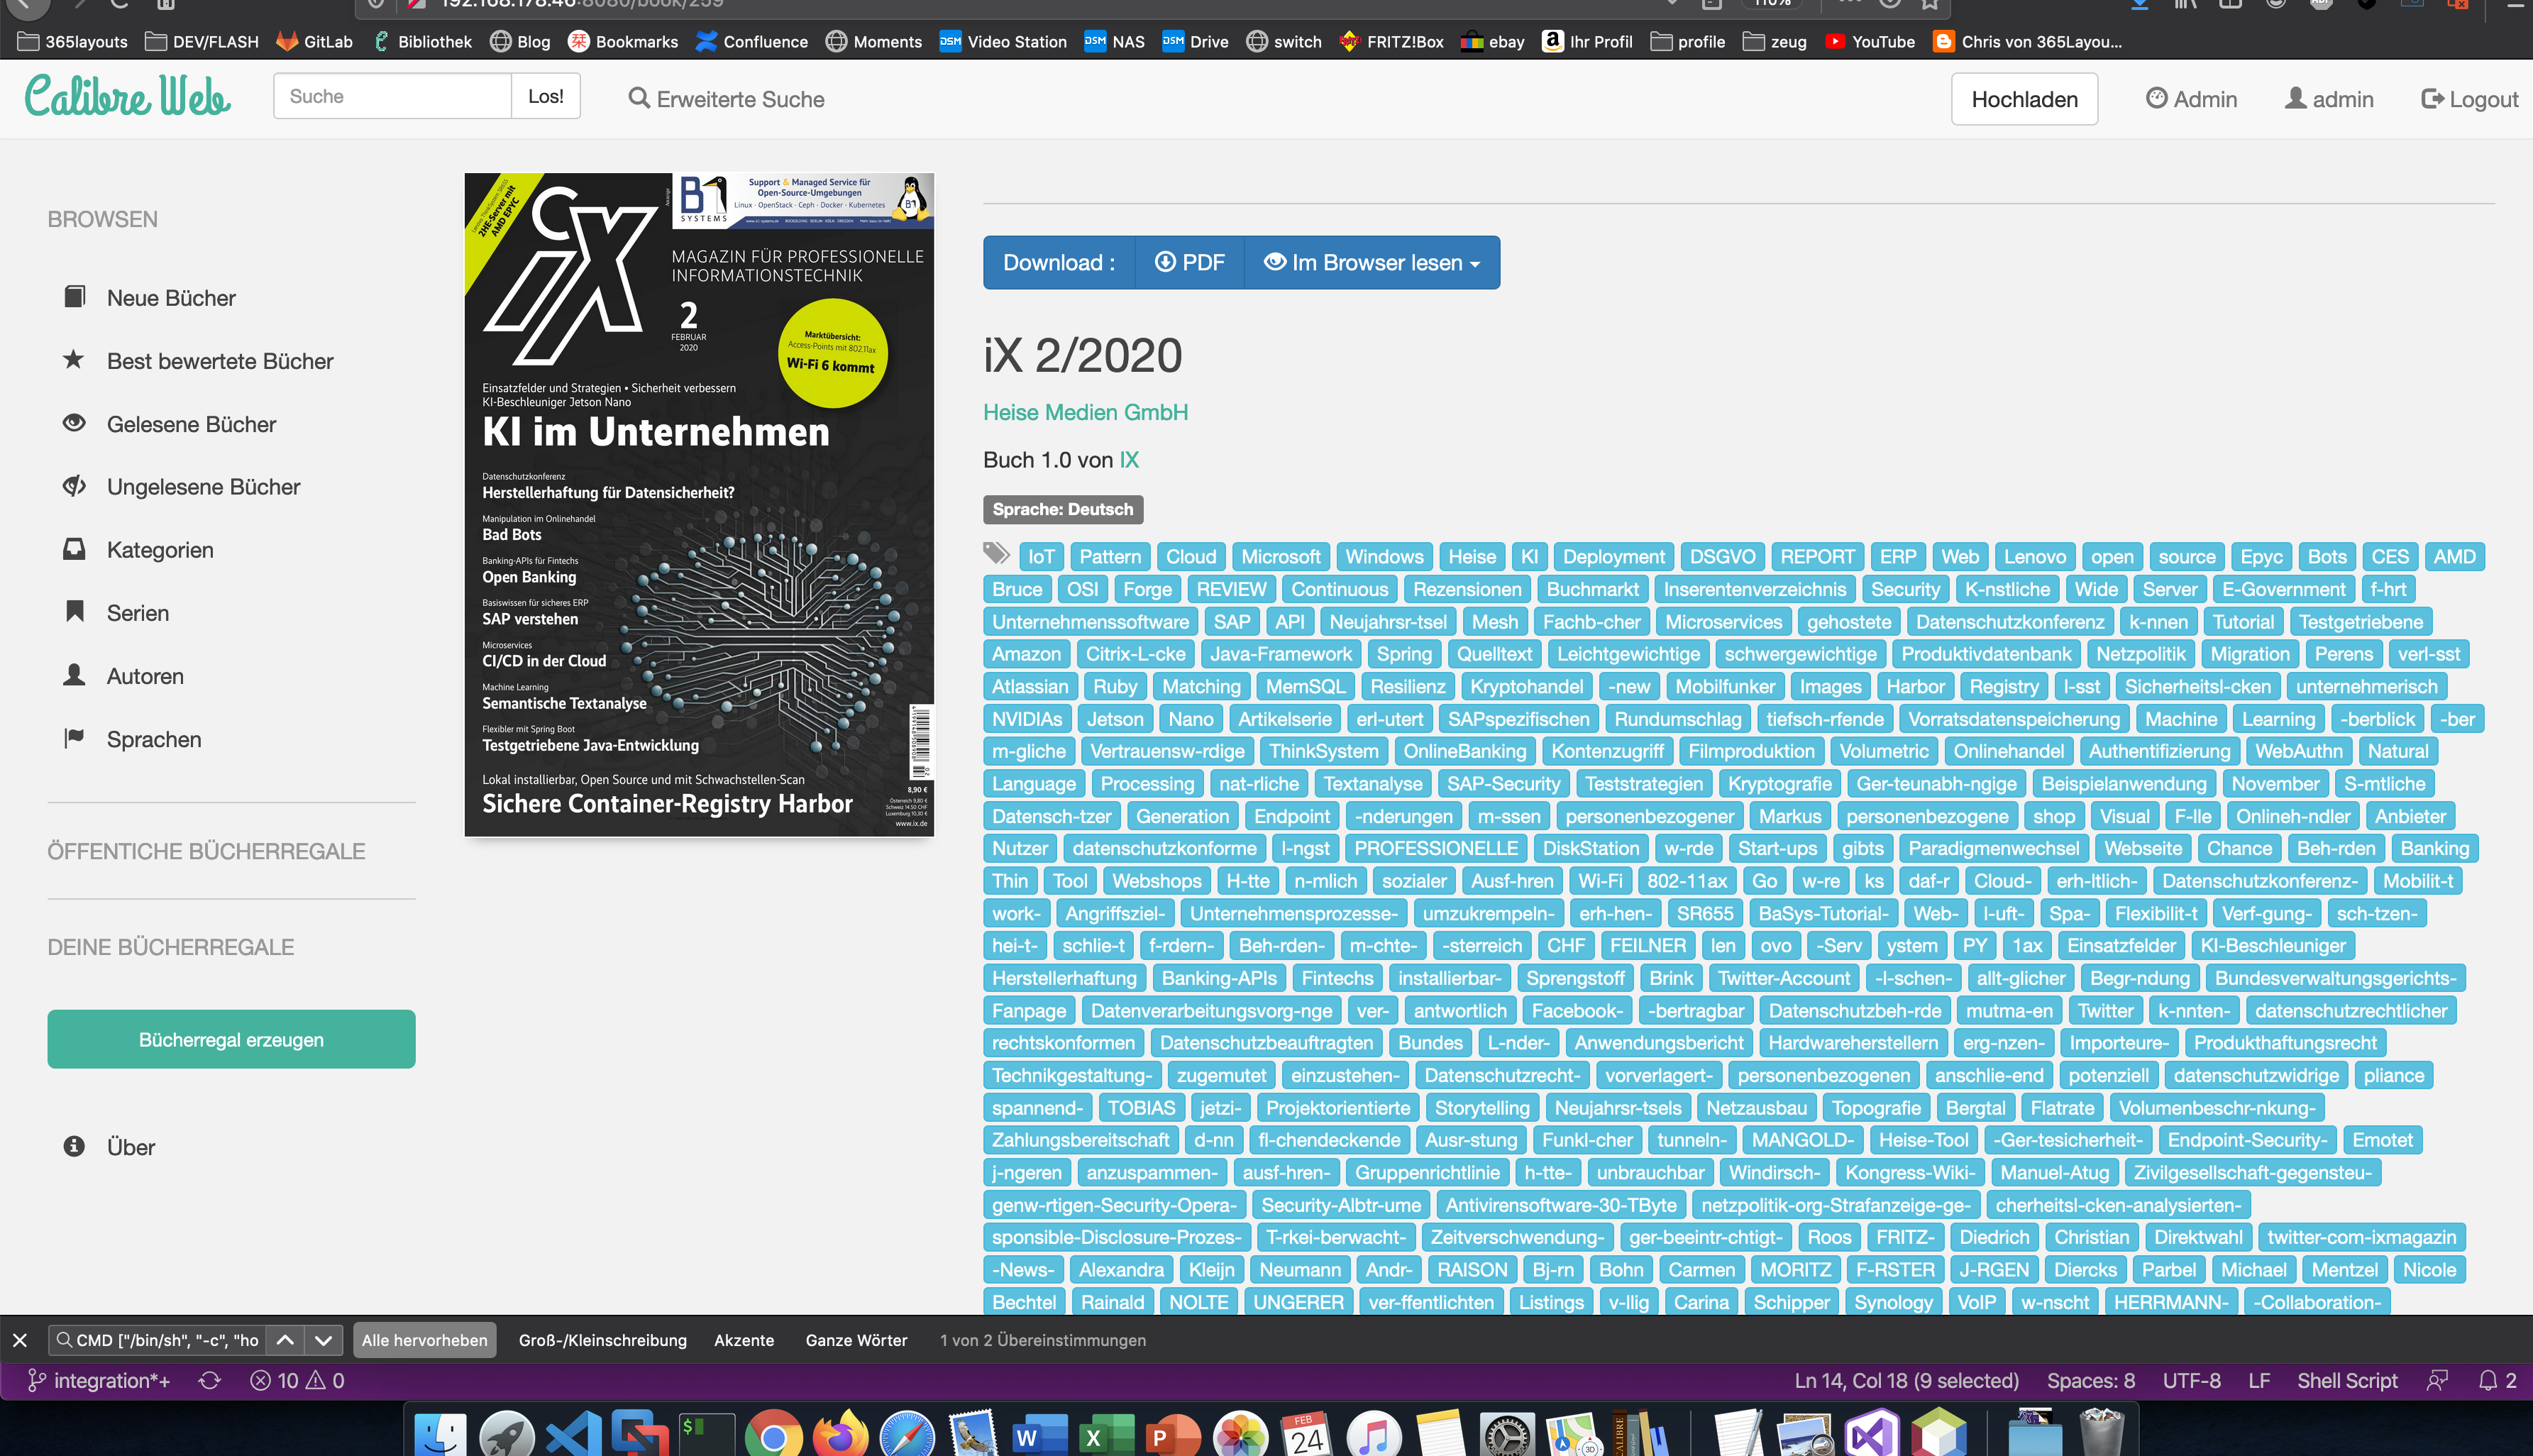 110%
365layouts DEV/FLASH GitLab Bibliothek Blog Bookmarks Confluence Moments Video Station NAS Drive switch FRITZ!Box ebay Ihr Profil profile zeug YouTube Chris von 365Layou...
Calibre Web
Suche
Los!
Erweiterte Suche
Hochladen
Admin
admin
Logout
BROWSEN
Neue Bücher
Best bewertete Bücher
Gelesene Bücher
Ungelesene Bücher
Kategorien
Serien
Autoren
Sprachen
ÖFFENTICHE BÜCHERREGALE
DEINE BÜCHERREGALE
Bücherregal erzeugen
Über
2HE-Server mit
AMD EPYC
B1
SYSTEMS
Support & Managed Service für
Open-Source-Umgebungen
Linux · OpenStack · Ceph · Docker · Kubernetes
iX
MAGAZIN FÜR PROFESSIONELLE
INFORMATIONSTECHNIK
2
FEBRUAR
2020
Marktübersicht:
Access-Points mit 802.11ax
Wi-Fi 6 kommt
Einsatzfelder und Strategien • Sicherheit verbessern
KI-Beschleuniger Jetson Nano
KI im Unternehmen
Datenschutzkonferenz
Herstellerhaftung für Datensicherheit?
Manipulation im Onlinehandel
Bad Bots
Banking-APIs für Fintechs
Open Banking
Basiswissen für sicheres ERP
SAP verstehen
Microservices
CI/CD in der Cloud
Machine Learning
Semantische Textanalyse
Flexibler mit Spring Boot
Testgetriebene Java-Entwicklung
Lokal installierbar, Open Source und mit Schwachstellen-Scan
Sichere Container-Registry Harbor
8,90 €
Österreich 9,80 €
Schweiz 14.50 CHF
Luxemburg 10,30 €
www.ix.de
Download :
PDF
Im Browser lesen
iX 2/2020
Heise Medien GmbH
Buch 1.0 von IX
Sprache: Deutsch
IoT Pattern Cloud Microsoft Windows Heise KI Deployment DSGVO REPORT ERP Web Lenovo open source Epyc Bots CES AMD
Bruce OSI Forge REVIEW Continuous Rezensionen Buchmarkt Inserentenverzeichnis Security K-nstliche Wide Server E-Government f-hrt
Unternehmenssoftware SAP API Neujahrsr-tsel Mesh Fachb-cher Microservices gehostete Datenschutzkonferenz k-nnen Tutorial Testgetriebene
Amazon Citrix-L-cke Java-Framework Spring Quelltext Leichtgewichtige schwergewichtige Produktivdatenbank Netzpolitik Migration Perens verl-sst
Atlassian Ruby Matching MemSQL Resilienz Kryptohandel -new Mobilfunker Images Harbor Registry l-sst Sicherheitsl-cken unternehmerisch
NVIDIAs Jetson Nano Artikelserie erl-utert SAPspezifischen Rundumschlag tiefsch-rfende Vorratsdatenspeicherung Machine Learning -berblick -ber
m-gliche Vertrauensw-rdige ThinkSystem OnlineBanking Kontenzugriff Filmproduktion Volumetric Onlinehandel Authentifizierung WebAuthn Natural
Language Processing nat-rliche Textanalyse SAP-Security Teststrategien Kryptografie Ger-teunabh-ngige Beispielanwendung November S-mtliche
Datensch-tzer Generation Endpoint -nderungen m-ssen personenbezogener Markus personenbezogene shop Visual F-lle Onlineh-ndler Anbieter
Nutzer datenschutzkonforme l-ngst PROFESSIONELLE DiskStation w-rde Start-ups gibts Paradigmenwechsel Webseite Chance Beh-rden Banking
Thin Tool Webshops H-tte n-mlich sozialer Ausf-hren Wi-Fi 802-11ax Go w-re ks daf-r Cloud- erh-ltlich- Datenschutzkonferenz- Mobilit-t
work- Angriffsziel- Unternehmensprozesse- umzukrempeln- erh-hen- SR655 BaSys-Tutorial- Web- l-uft- Spa- Flexibilit-t Verf-gung- sch-tzen-
hei-t- schlie-t f-rdern- Beh-rden- m-chte- -sterreich CHF FEILNER len ovo -Serv ystem PY 1ax Einsatzfelder KI-Beschleuniger
Herstellerhaftung Banking-APIs Fintechs installierbar- Sprengstoff Brink Twitter-Account -l-schen- allt-glicher Begr-ndung Bundesverwaltungsgerichts-
Fanpage Datenverarbeitungsvorg-nge ver- antwortlich Facebook- -bertragbar Datenschutzbeh-rde mutma-en Twitter k-nnten- datenschutzrechtlicher
rechtskonformen Datenschutzbeauftragten Bundes L-nder- Anwendungsbericht Hardwareherstellern erg-nzen- Importeure- Produkthaftungsrecht
Technikgestaltung- zugemutet einzustehen- Datenschutzrecht- vorverlagert- personenbezogenen anschlie-end potenziell datenschutzwidrige pliance
spannend- TOBIAS jetzi- Projektorientierte Storytelling Neujahrsr-tsels Netzausbau Topografie Bergtal Flatrate Volumenbeschr-nkung-
Zahlungsbereitschaft d-nn fl-chendeckende Ausr-stung Funkl-cher tunneln- MANGOLD- Heise-Tool -Ger-tesicherheit- Endpoint-Security- Emotet
j-ngeren anzuspammen- ausf-hren- Gruppenrichtlinie h-tte- unbrauchbar Windirsch- Kongress-Wiki- Manuel-Atug Zivilgesellschaft-gegensteu-
genw-rtigen-Security-Opera- Security-Albtr-ume Antivirensoftware-30-TByte netzpolitik-org-Strafanzeige-ge- cherheitsl-cken-analysierten-
sponsible-Disclosure-Prozes- T-rkei-berwacht- Zeitverschwendung- ger-beeintr-chtigt- Roos FRITZ- Diedrich Christian Direktwahl twitter-com-ixmagazin
-News- Alexandra Kleijn Neumann Andr- RAISON Bj-rn Bohn Carmen MORITZ F-RSTER J-RGEN Diercks Parbel Michael Mentzel Nicole
Bechtel Rainald NOLTE UNGERER ver-ffentlichten Listings v-llig Carina Schipper Synology VoIP w-nscht HERRMANN- -Collaboration-
CMD ["/bin/sh", "-c", "ho
Alle hervorheben
Groß-/Kleinschreibung
Akzente
Ganze Wörter
1 von 2 Übereinstimmungen
integration*+ 10 0
Ln 14, Col 18 (9 selected) Spaces: 8 UTF-8 LF Shell Script 2
FEB
24